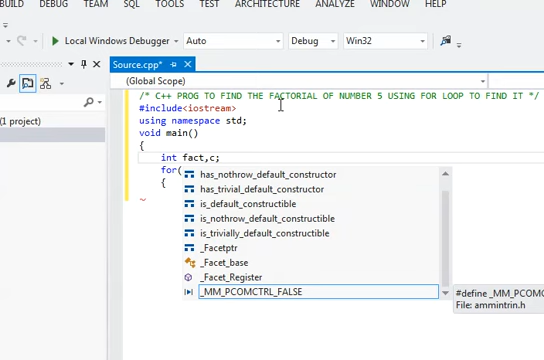 BUILD DEBUG TEAM SQL TOOLS TEST ARCHITECTURE ANALYZE WINDOW HELP
Local Windows Debugger Auto Debug Win32
Source.cpp*
(Global Scope)
/* C++ PROG TO FIND THE FACTORIAL OF NUMBER 5 USING FOR LOOP TO FIND IT */
#include<iostream>
(1 project)
using namespace std;
void main()
{
int fact,c;
for(
has_nothrow_default_constructor
{
has_trivial_default_constructor
is_default_constructible
is_nothrow_default_constructible
is_trivially_default_constructible
_Facetptr
_Facet_base
_Facet_Register
_MM_PCOMCTRL_FALSE
#define _MM_PCOMC
File: ammintrin.h